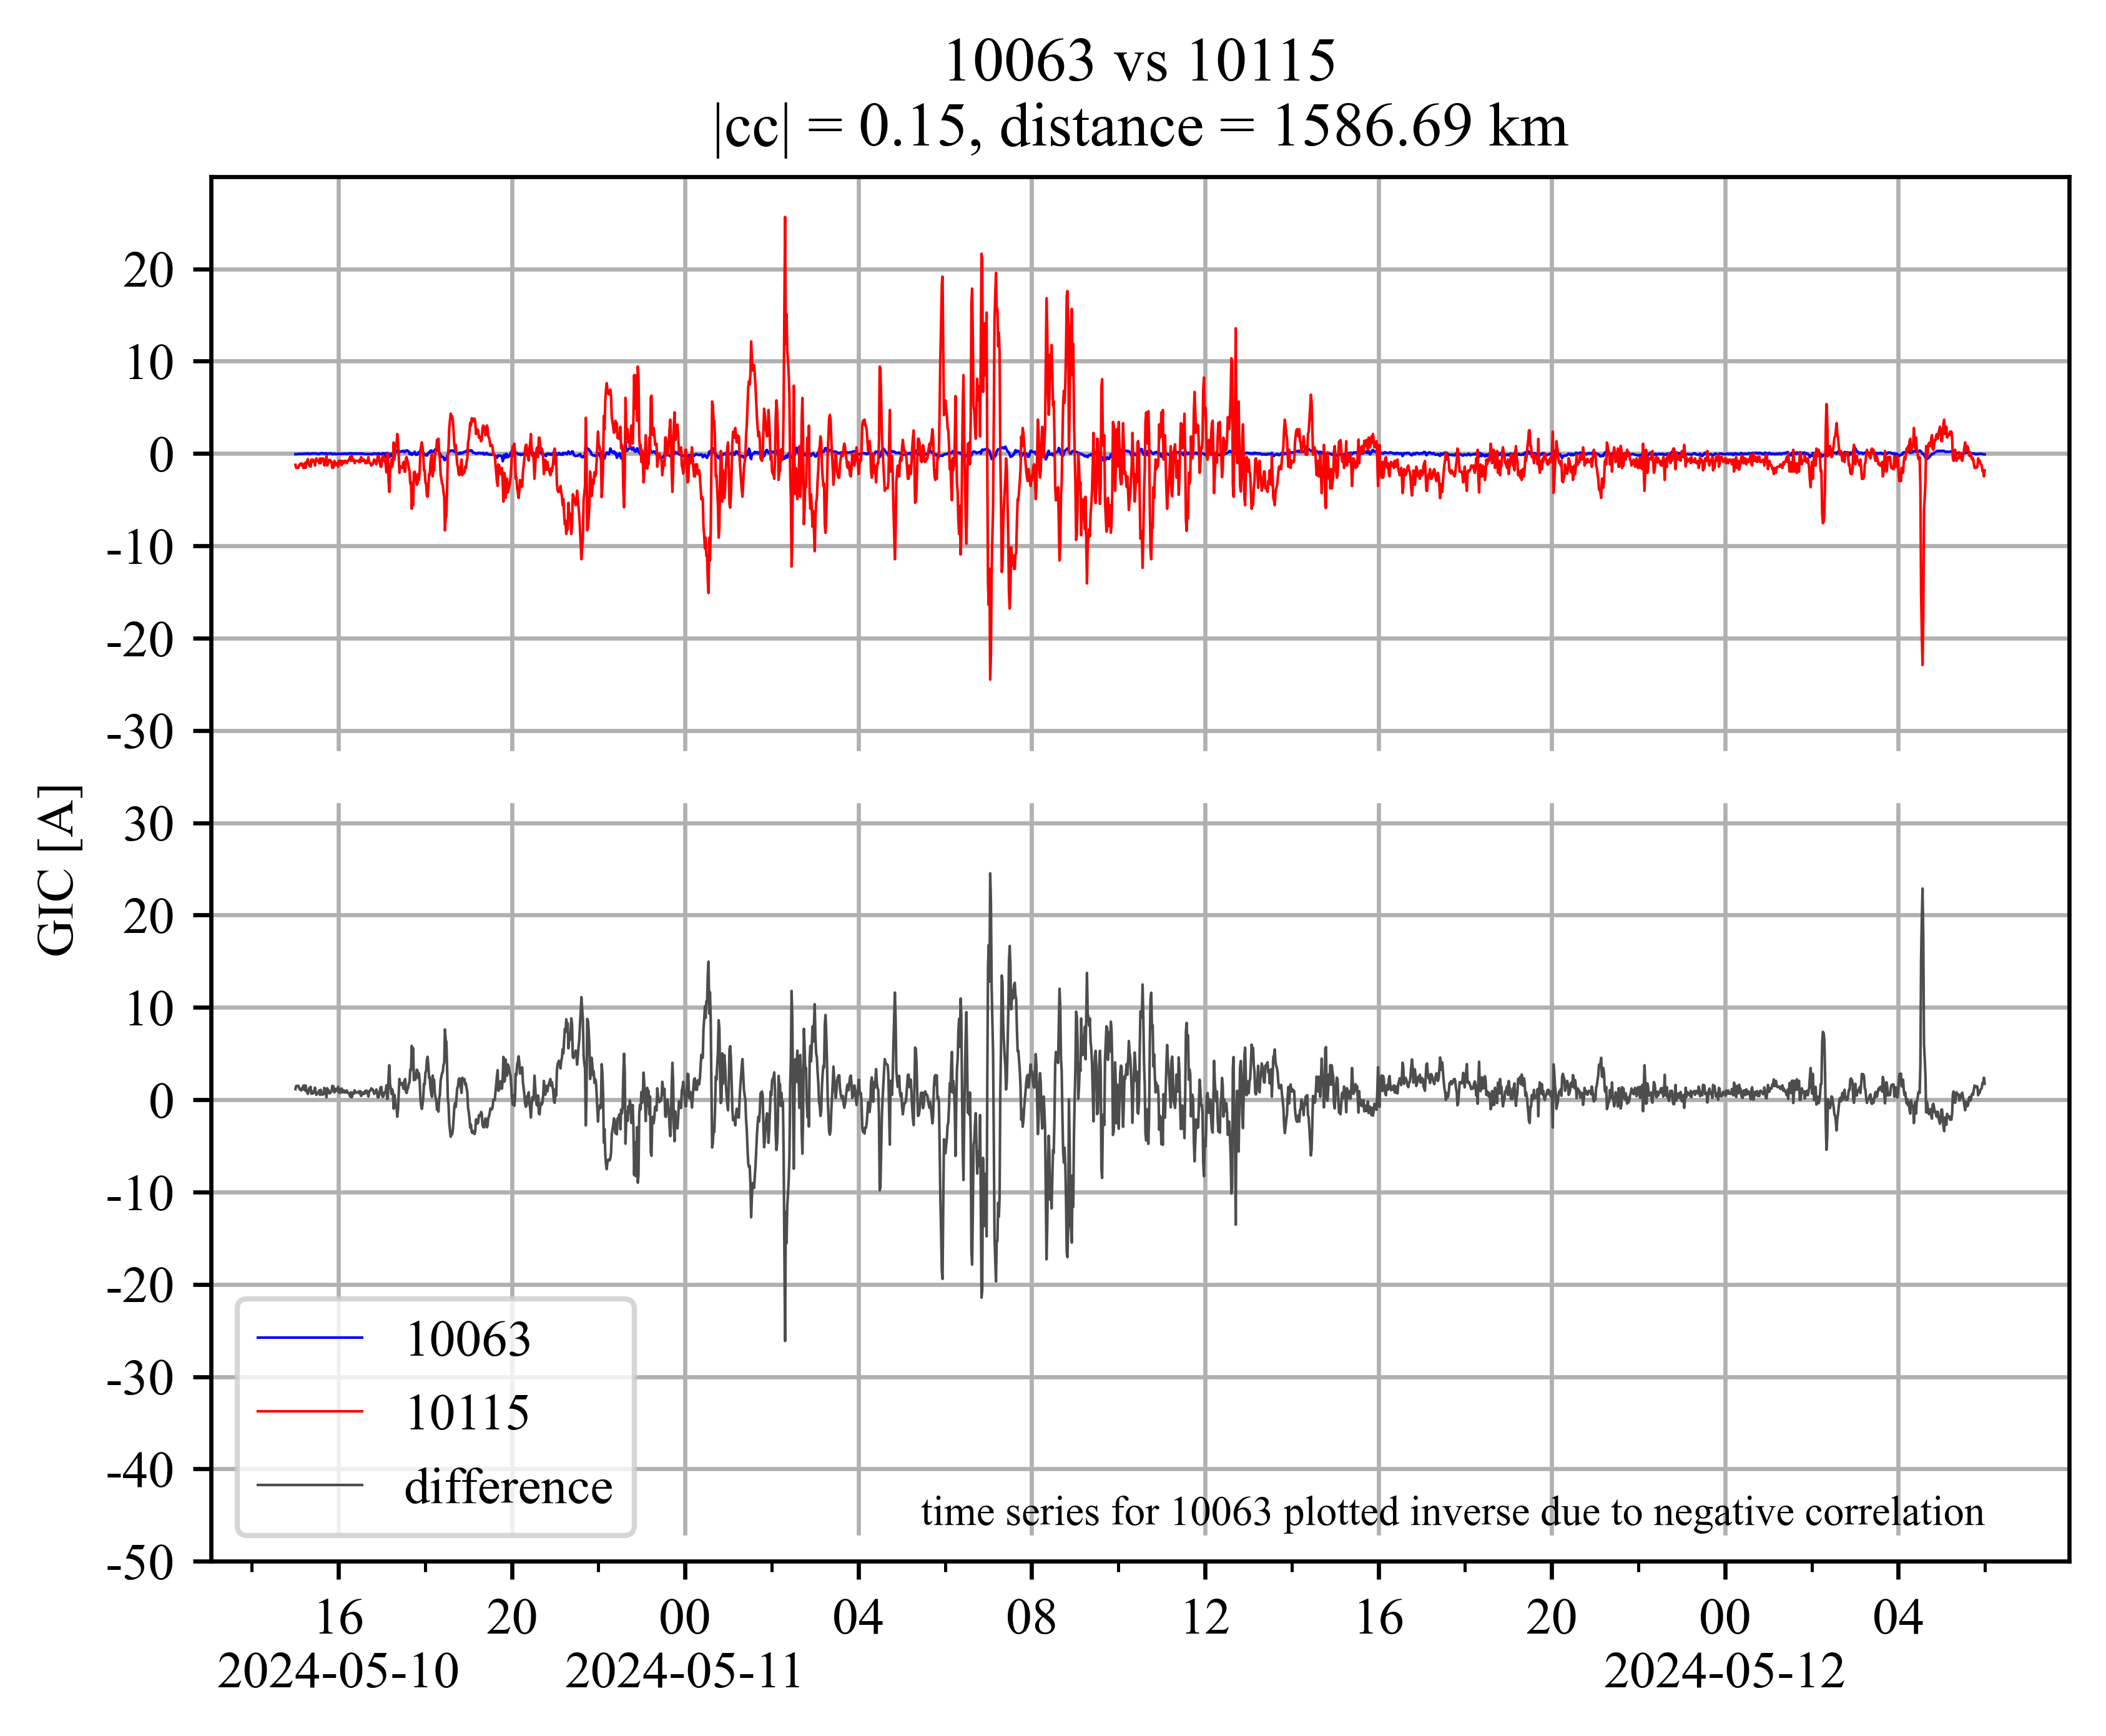 10063 vs 10115
|cc| = 0.15, distance = 1586.69 km
GIC [A]
20
10
0
-10
-20
-30
30
20
10
0
-10
-20
-30
-40
-50
10063
10115
difference
time series for 10063 plotted inverse due to negative correlation
16 20 00 04 08 12 16 20 00 04
2024-05-10 2024-05-11 2024-05-12